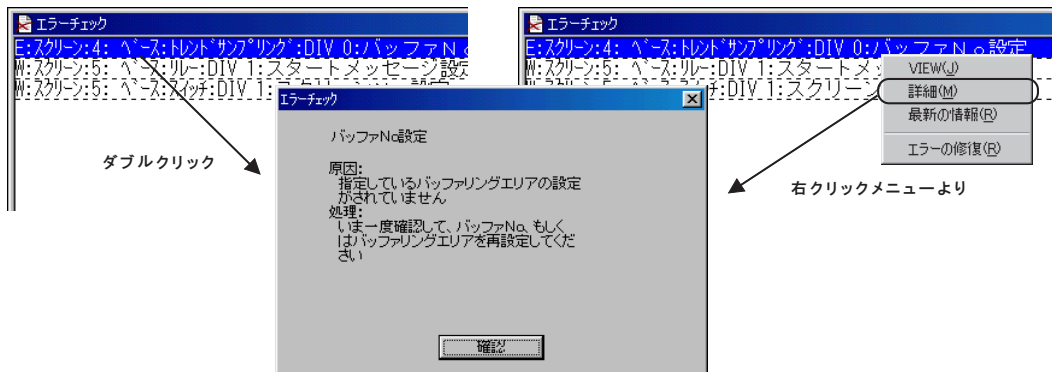 エラーチェック
E:スクリーン:4: ベース:トレンドサンプリング:DIV 0:バッファNo
W:スクリーン:5: ベース:リレー:DIV 1:スタートメッセージ設定
W:スクリーン:5: ベース:スイッチ:DIV 1:
ダブルクリック
エラーチェック
バッファNo設定
原因:
指定しているバッファリングエリアの設定
がされていません
処理:
いま一度確認して、バッファNo、もしく
はバッファリングエリアを再設定してくだ
さい
確認
エラーチェック
E:スクリーン:4: ベース:トレンドサンプリング:DIV 0:バッファNo設定
W:スクリーン:5: ベース:リレー:DIV 1:スタートメ
チ:DIV 1:スクリーン
VIEW(J)
詳細(M)
最新の情報(R)
エラーの修復(R)
右クリックメニューより